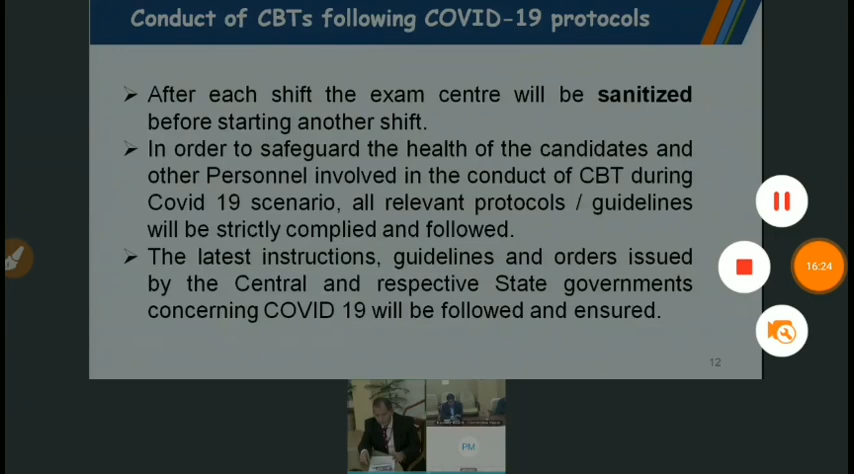 Conduct of CBTs following COVID-19 protocols
➢ After each shift the exam centre will be sanitized
before starting another shift.
➢ In order to safeguard the health of the candidates and
other Personnel involved in the conduct of CBT during
Covid 19 scenario, all relevant protocols / guidelines
will be strictly complied and followed.
➢ The latest instructions, guidelines and orders issued
by the Central and respective State governments
concerning COVID 19 will be followed and ensured.
16:24
12
PM